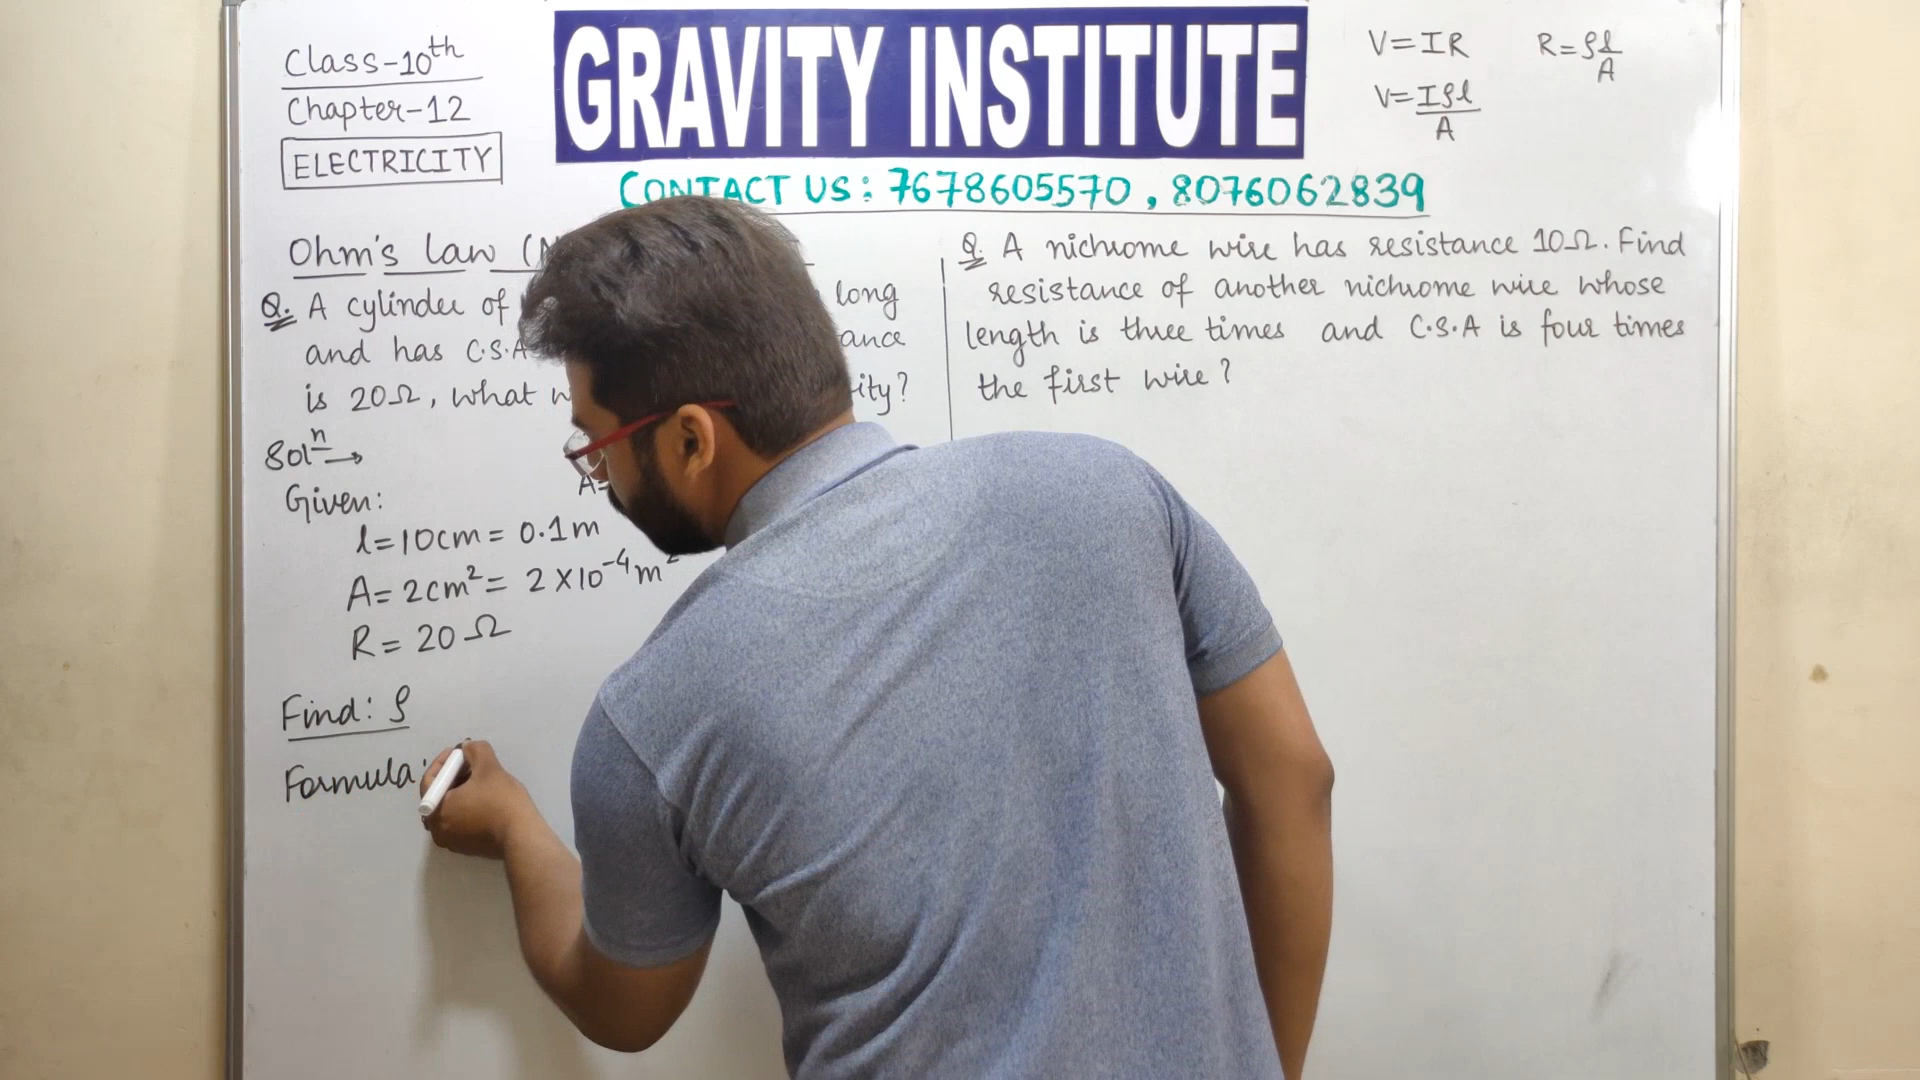 Class-10th
Chapter-12
ELECTRICITY
GRAVITY INSTITUTE
CONTACT US: 7678605570, 8076062839
V=IR
R=ρl/A
V=Iρl/A
Ohm's law (N
Q. A cylinder of long
and has C.S.A ance
is 20Ω, what w ity?
Solⁿ→
Given:
A=
l=10cm = 0.1m
A= 2cm²= 2×10⁻⁴m²
R= 20Ω
Find: ρ
Formula:
Q. A nichrome wire has resistance 10Ω. Find
resistance of another nichrome wire whose
length is three times and C.S.A is four times
the first wire?